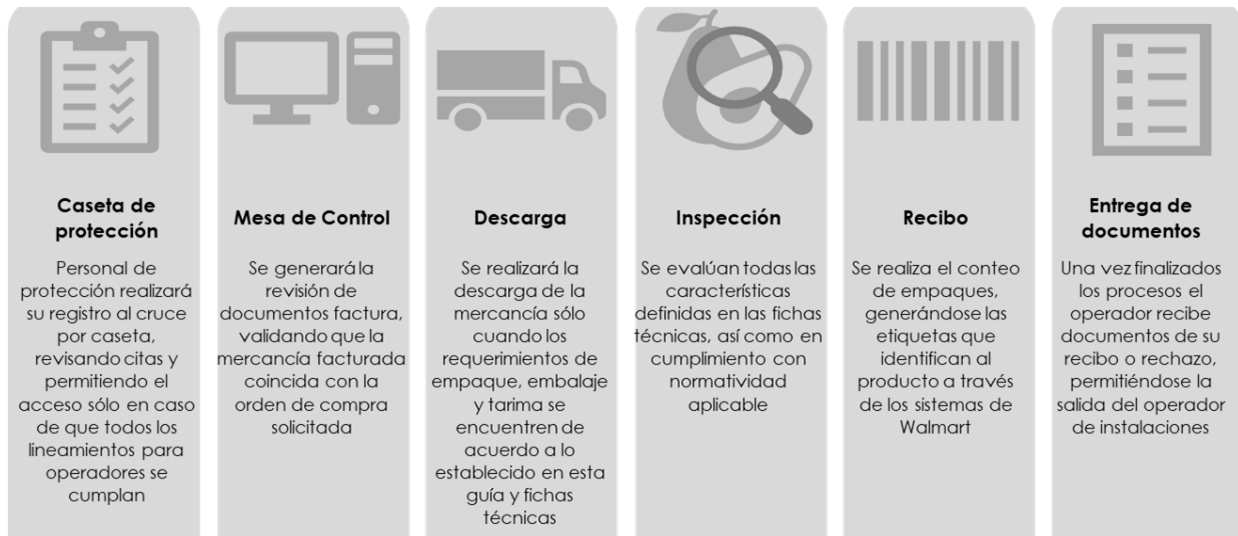 Caseta de
protección
Personal de
protección realizará
su registro al cruce
por caseta,
revisando citas y
permitiendo el
acceso sólo en caso
de que todos los
lineamientos para
operadores se
cumplan
Mesa de Control
Se generará la
revisión de
documentos factura,
validando que la
mercancía facturada
coincida con la
orden de compra
solicitada
Descarga
Se realizará la
descarga de la
mercancía sólo
cuando los
requerimientos de
empaque, embalaje
y tarima se
encuentren de
acuerdo a lo
establecido en esta
guía y fichas
técnicas
Inspección
Se evalúan todas las
características
definidas en las fichas
técnicas, así como en
cumplimiento con
normatividad
aplicable
Recibo
Se realiza el conteo
de empaques,
generándose las
etiquetas que
identifican al
producto a través
de los sistemas de
Walmart
Entrega de
documentos
Una vez finalizados
los procesos el
operador recibe
documentos de su
recibo o rechazo,
permitiéndose la
salida del operador
de instalaciones